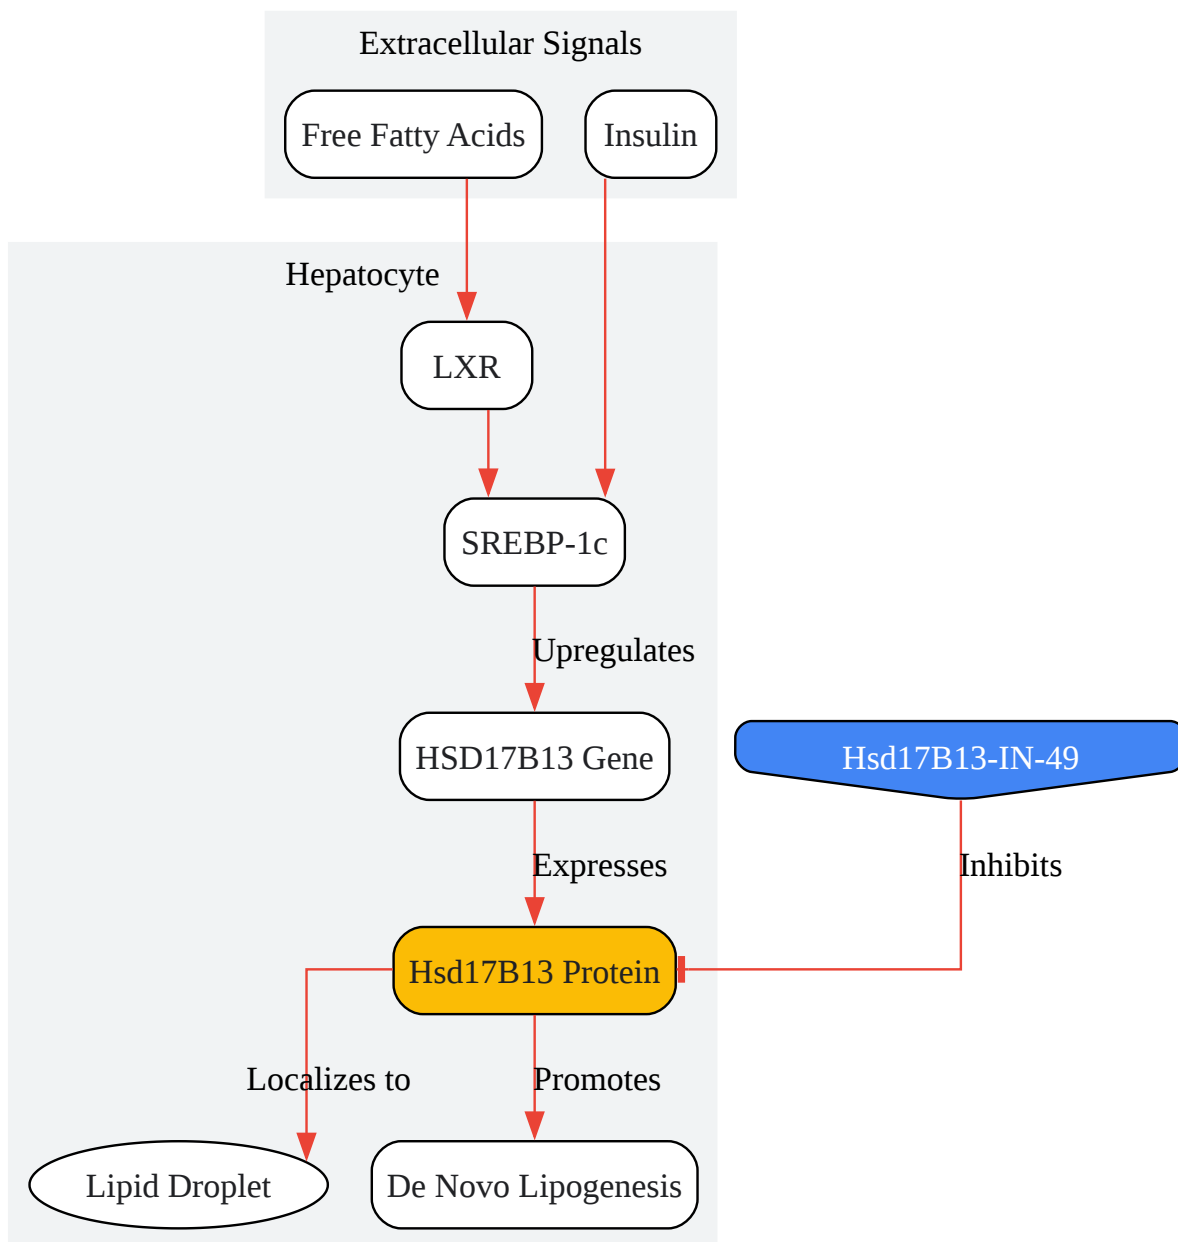 Extracellular Signals
Free Fatty Acids
Insulin
Hepatocyte
LXR
SREBP-1c
Upregulates
HSD17B13 Gene
Hsd17B13-IN-49
Expresses
Inhibits
Hsd17B13 Protein
Localizes to
Promotes
Lipid Droplet
De Novo Lipogenesis